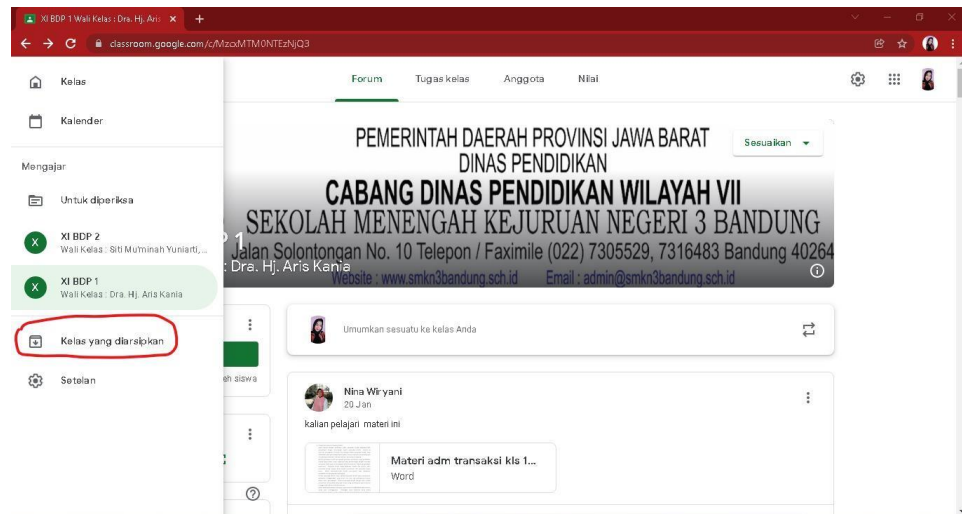 XI BDP 1 Wali Kelas : Dra. Hj. Aris
classroom.google.com/c/MzcxMTM0NTEzNjQ3
Kelas
Kalender
Mengajar
Untuk diperiksa
X
XI BDP 2
Wali Kelas : Siti Mu'minah Yuniarti, ...
X
XI BDP 1
Wali Kelas : Dra. Hj. Aris Kania
Kelas yang diarsipkan
Setelan
Forum
Tugas kelas
Anggota
Nilai
PEMERINTAH DAERAH PROVINSI JAWA BARAT
Sesuaikan
DINAS PENDIDIKAN
CABANG DINAS PENDIDIKAN WILAYAH VII
SEKOLAH MENENGAH KEJURUAN NEGERI 3 BANDUNG
1
Jalan Solontongan No. 10 Telepon / Faximile (022) 7305529, 7316483 Bandung 40264
: Dra. Hj. Aris Kania
Website : www.smkn3bandung.sch.id Email : admin@smkn3bandung.sch.id
eh siswa
Umumkan sesuatu ke kelas Anda
Nina Wiryani
20 Jan
kalian pelajari materi ini
Materi adm transaksi kls 1...
Word